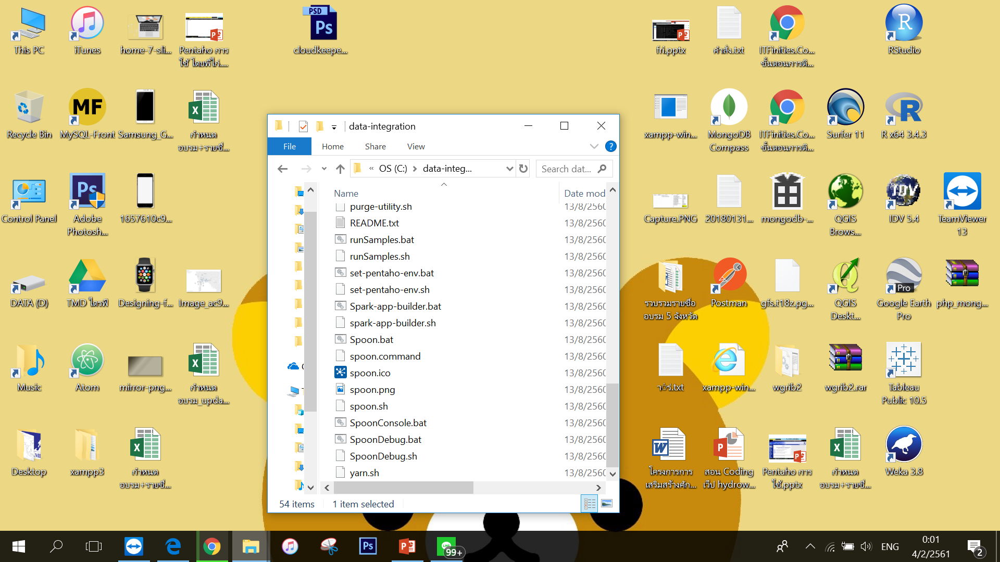 This PC
iTunes
home-7-sli...
Pentaho การ
ใช้ โดยพี่ไก่....
PSD
Ps
cloudkeepe...
fri.pptx
คำสั่ง.txt
ITFinities.Co...
ขั้นตอนการติ...
R
RStudio
Recycle Bin
MF
MySQL-Front
Samsung_G...
กำหนด
อบรม+รายชื่...
xampp-win...
MongoDB
Compass
ITFinities.Co...
ขั้นตอนการติ...
Surfer 11
R x64 3.4.3
Control Panel
Ps
Adobe
Photosh...
1657610c9...
Capture.PNG
20180131...
mongodb-...
QGIS
Brows...
IDV
IDV 5.4
TeamViewer
13
DATA (D)
TMD ไดรฟ์
Designing-f...
Image_ac9...
รวบรวมรายชื่อ
อบรม 5 จังหวัด
Postman
gfs.t18z.pg...
QGIS
Deskt...
Pro
Google Earth
Pro
php_mong...
Music
Atom
mirror-png...
กำหนด
อบรม_upda...
xampp-win...
wgrib2
wgrib2.rar
Tableau
Public 10.5
Desktop
xampp3
กำหนด
อบรม+รายชื่...
โครงการการ
เสริมสร้างศัก...
สอน Coding
เว็ป hydrow...
Pentaho การ
ใช้.pptx
กำหนด
อบรม+รายชื่...
Weka 3.8
data-integration
File
Home
Share
View
?
« OS (C:) > data-integ...
Search dat...
Name
Date mod
purge-utility.sh 13/8/2560
README.txt 13/8/2560
runSamples.bat 13/8/2560
runSamples.sh 13/8/2560
set-pentaho-env.bat 13/8/2560
set-pentaho-env.sh 13/8/2560
Spark-app-builder.bat 13/8/2560
spark-app-builder.sh 13/8/2560
Spoon.bat 13/8/2560
spoon.command 13/8/2560
spoon.ico 13/8/2560
spoon.png 13/8/2560
spoon.sh 13/8/2560
SpoonConsole.bat 13/8/2560
SpoonDebug.bat 13/8/2560
SpoonDebug.sh 13/8/2560
yarn.sh 13/8/2560
54 items
1 item selected
Ps
LINE
99+
ENG
0:01
4/2/2561
2